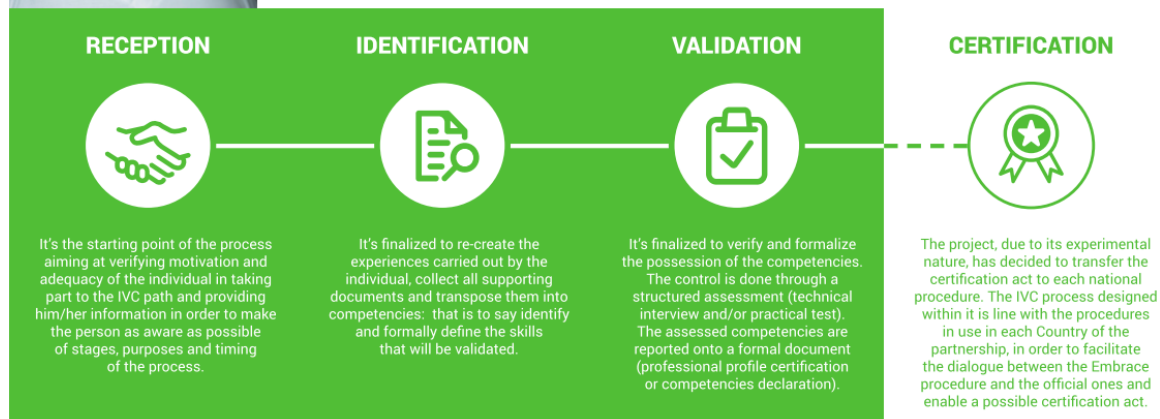 RECEPTION
It's the starting point of the process
aiming at verifying motivation and
adequacy of the individual in taking
part to the IVC path and providing
him/her information in order to make
the person as aware as possible
of stages, purposes and timing
of the process.
IDENTIFICATION
It's finalized to re-create the
experiences carried out by the
individual, collect all supporting
documents and transpose them into
competencies: that is to say identify
and formally define the skills
that will be validated.
VALIDATION
It's finalized to verify and formalize
the possession of the competencies.
The control is done through a
structured assessment (technical
interview and/or practical test).
The assessed competencies are
reported onto a formal document
(professional profile certification
or competencies declaration).
CERTIFICATION
The project, due to its experimental
nature, has decided to transfer the
certification act to each national
procedure. The IVC process designed
within it is line with the procedures
in use in each Country of the
partnership, in order to facilitate
the dialogue between the Embrace
procedure and the official ones and
enable a possible certification act.